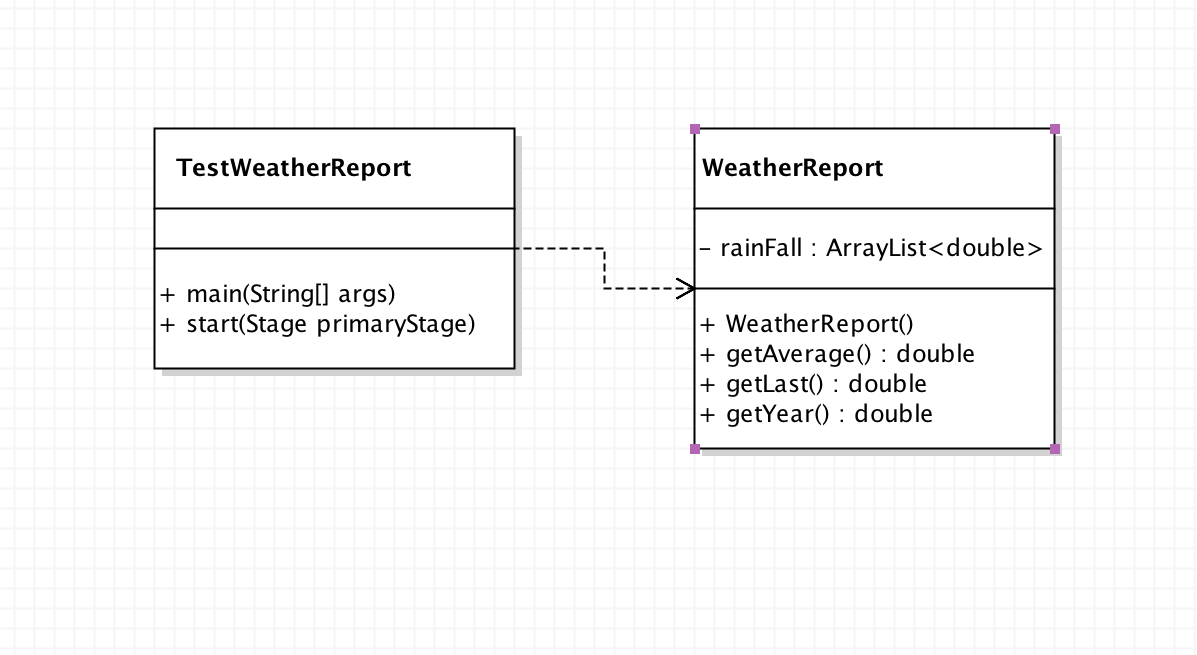 TestWeatherReport
+ main(String[] args)
+ start(Stage primaryStage)
WeatherReport
- rainFall : ArrayList<double>
+ WeatherReport()
+ getAverage() : double
+ getLast() : double
+ getYear() : double